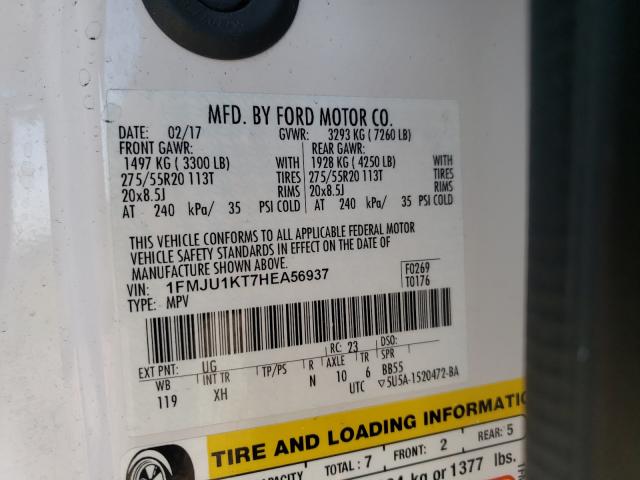 MFD. BY FORD MOTOR CO.
DATE: 02/17 GVWR: 3293 KG ( 7260 LB)
FRONT GAWR: REAR GAWR:
1497 KG ( 3300 LB) WITH 1928 KG ( 4250 LB) WITH
275/55R20 113T TIRES 275/55R20 113T TIRES
20x8.5J RIMS 20x8.5J RIMS
AT 240 kPa/ 35 PSI COLD AT 240 kPa/ 35 PSI COLD
THIS VEHICLE CONFORMS TO ALL APPLICABLE FEDERAL MOTOR
VEHICLE SAFETY STANDARDS IN EFFECT ON THE DATE OF
MANUFACTURE SHOWN ABOVE.
VIN: 1FMJU1KT7HEA56937 F0269
TYPE: MPV T0176
EXT PNT: UG RC: 23 DSO:
WB INT TR TP/PS R AXLE TR SPR
119 XH N 10 6 BB55
UTC ▽5U5A-1520472-BA
TIRE AND LOADING INFORMATIO
CAPACITY TOTAL : 7 FRONT: 2 REAR: 5
kg or 1377 lbs.